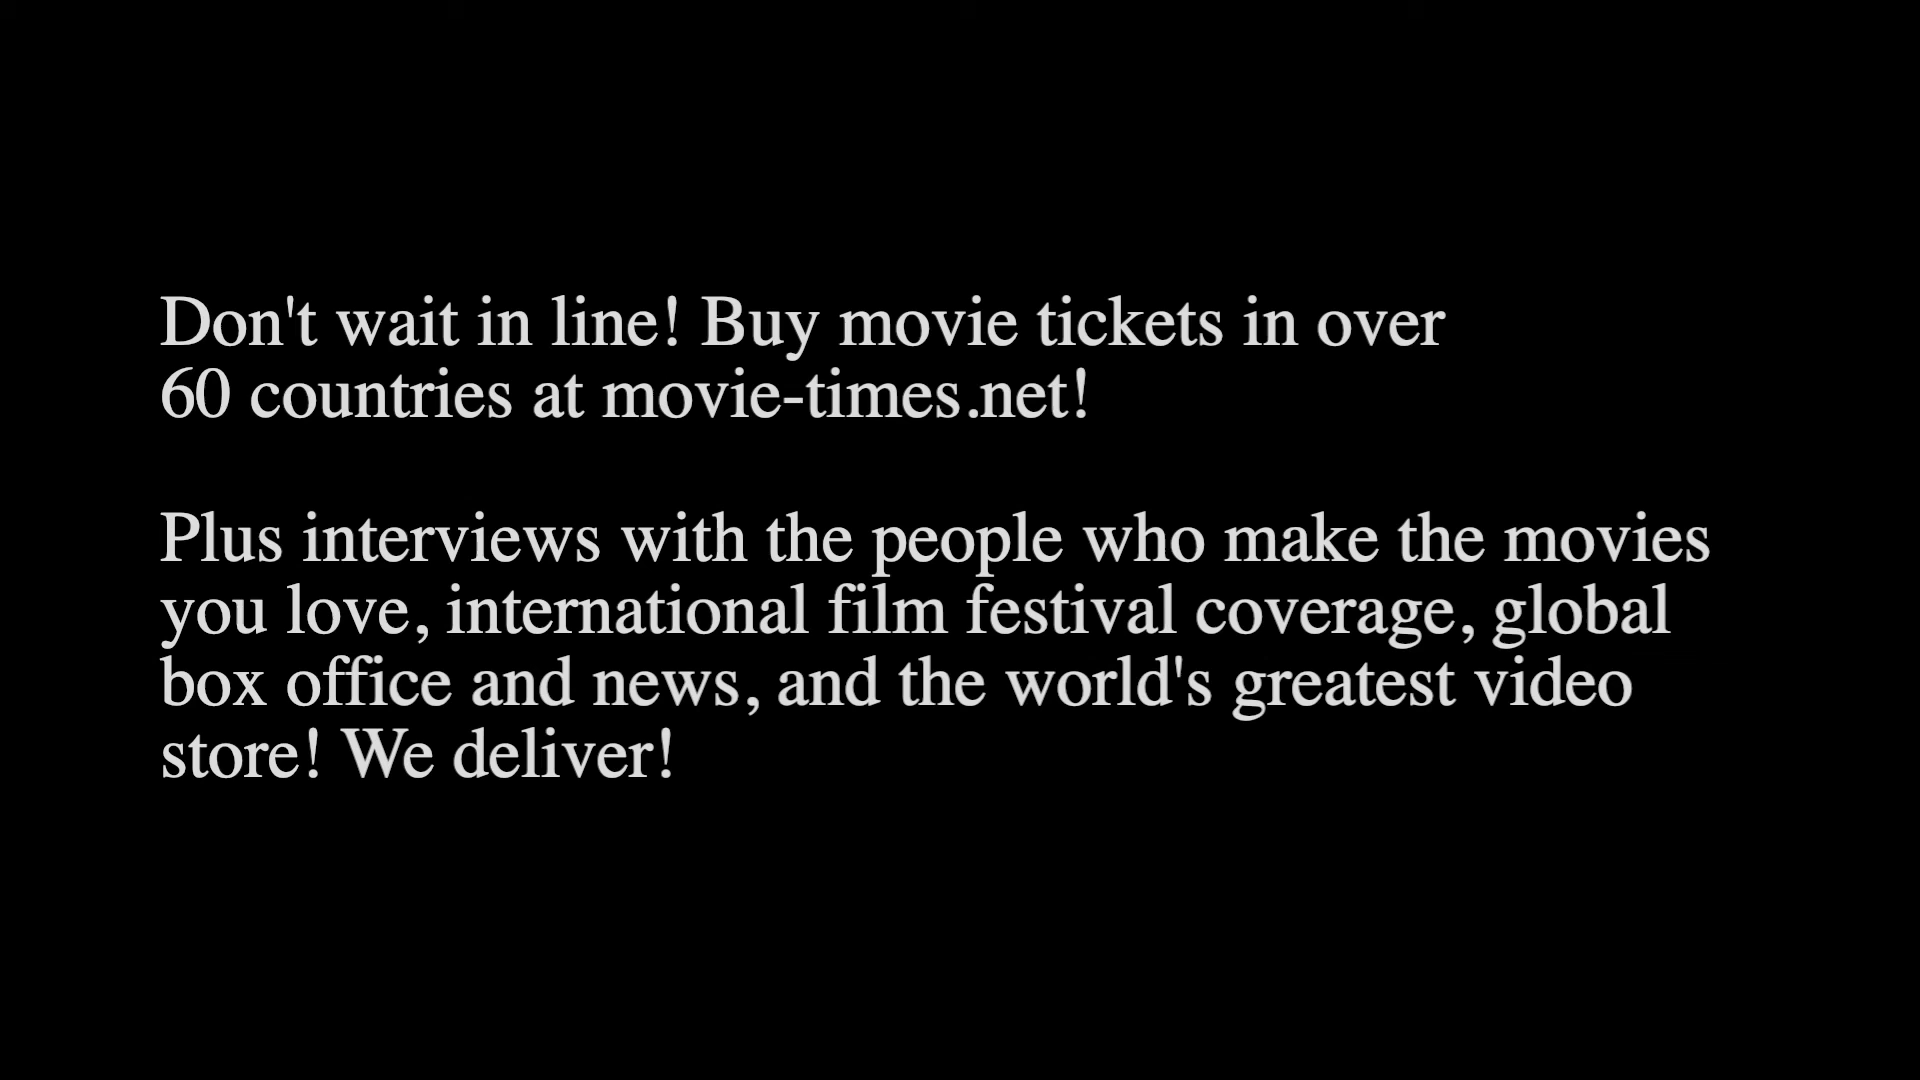 Don't wait in line! Buy movie tickets in over
60 countries at movie-times.net!
Plus interviews with the people who make the movies
you love, international film festival coverage, global
box office and news, and the world's greatest video
store! We deliver!